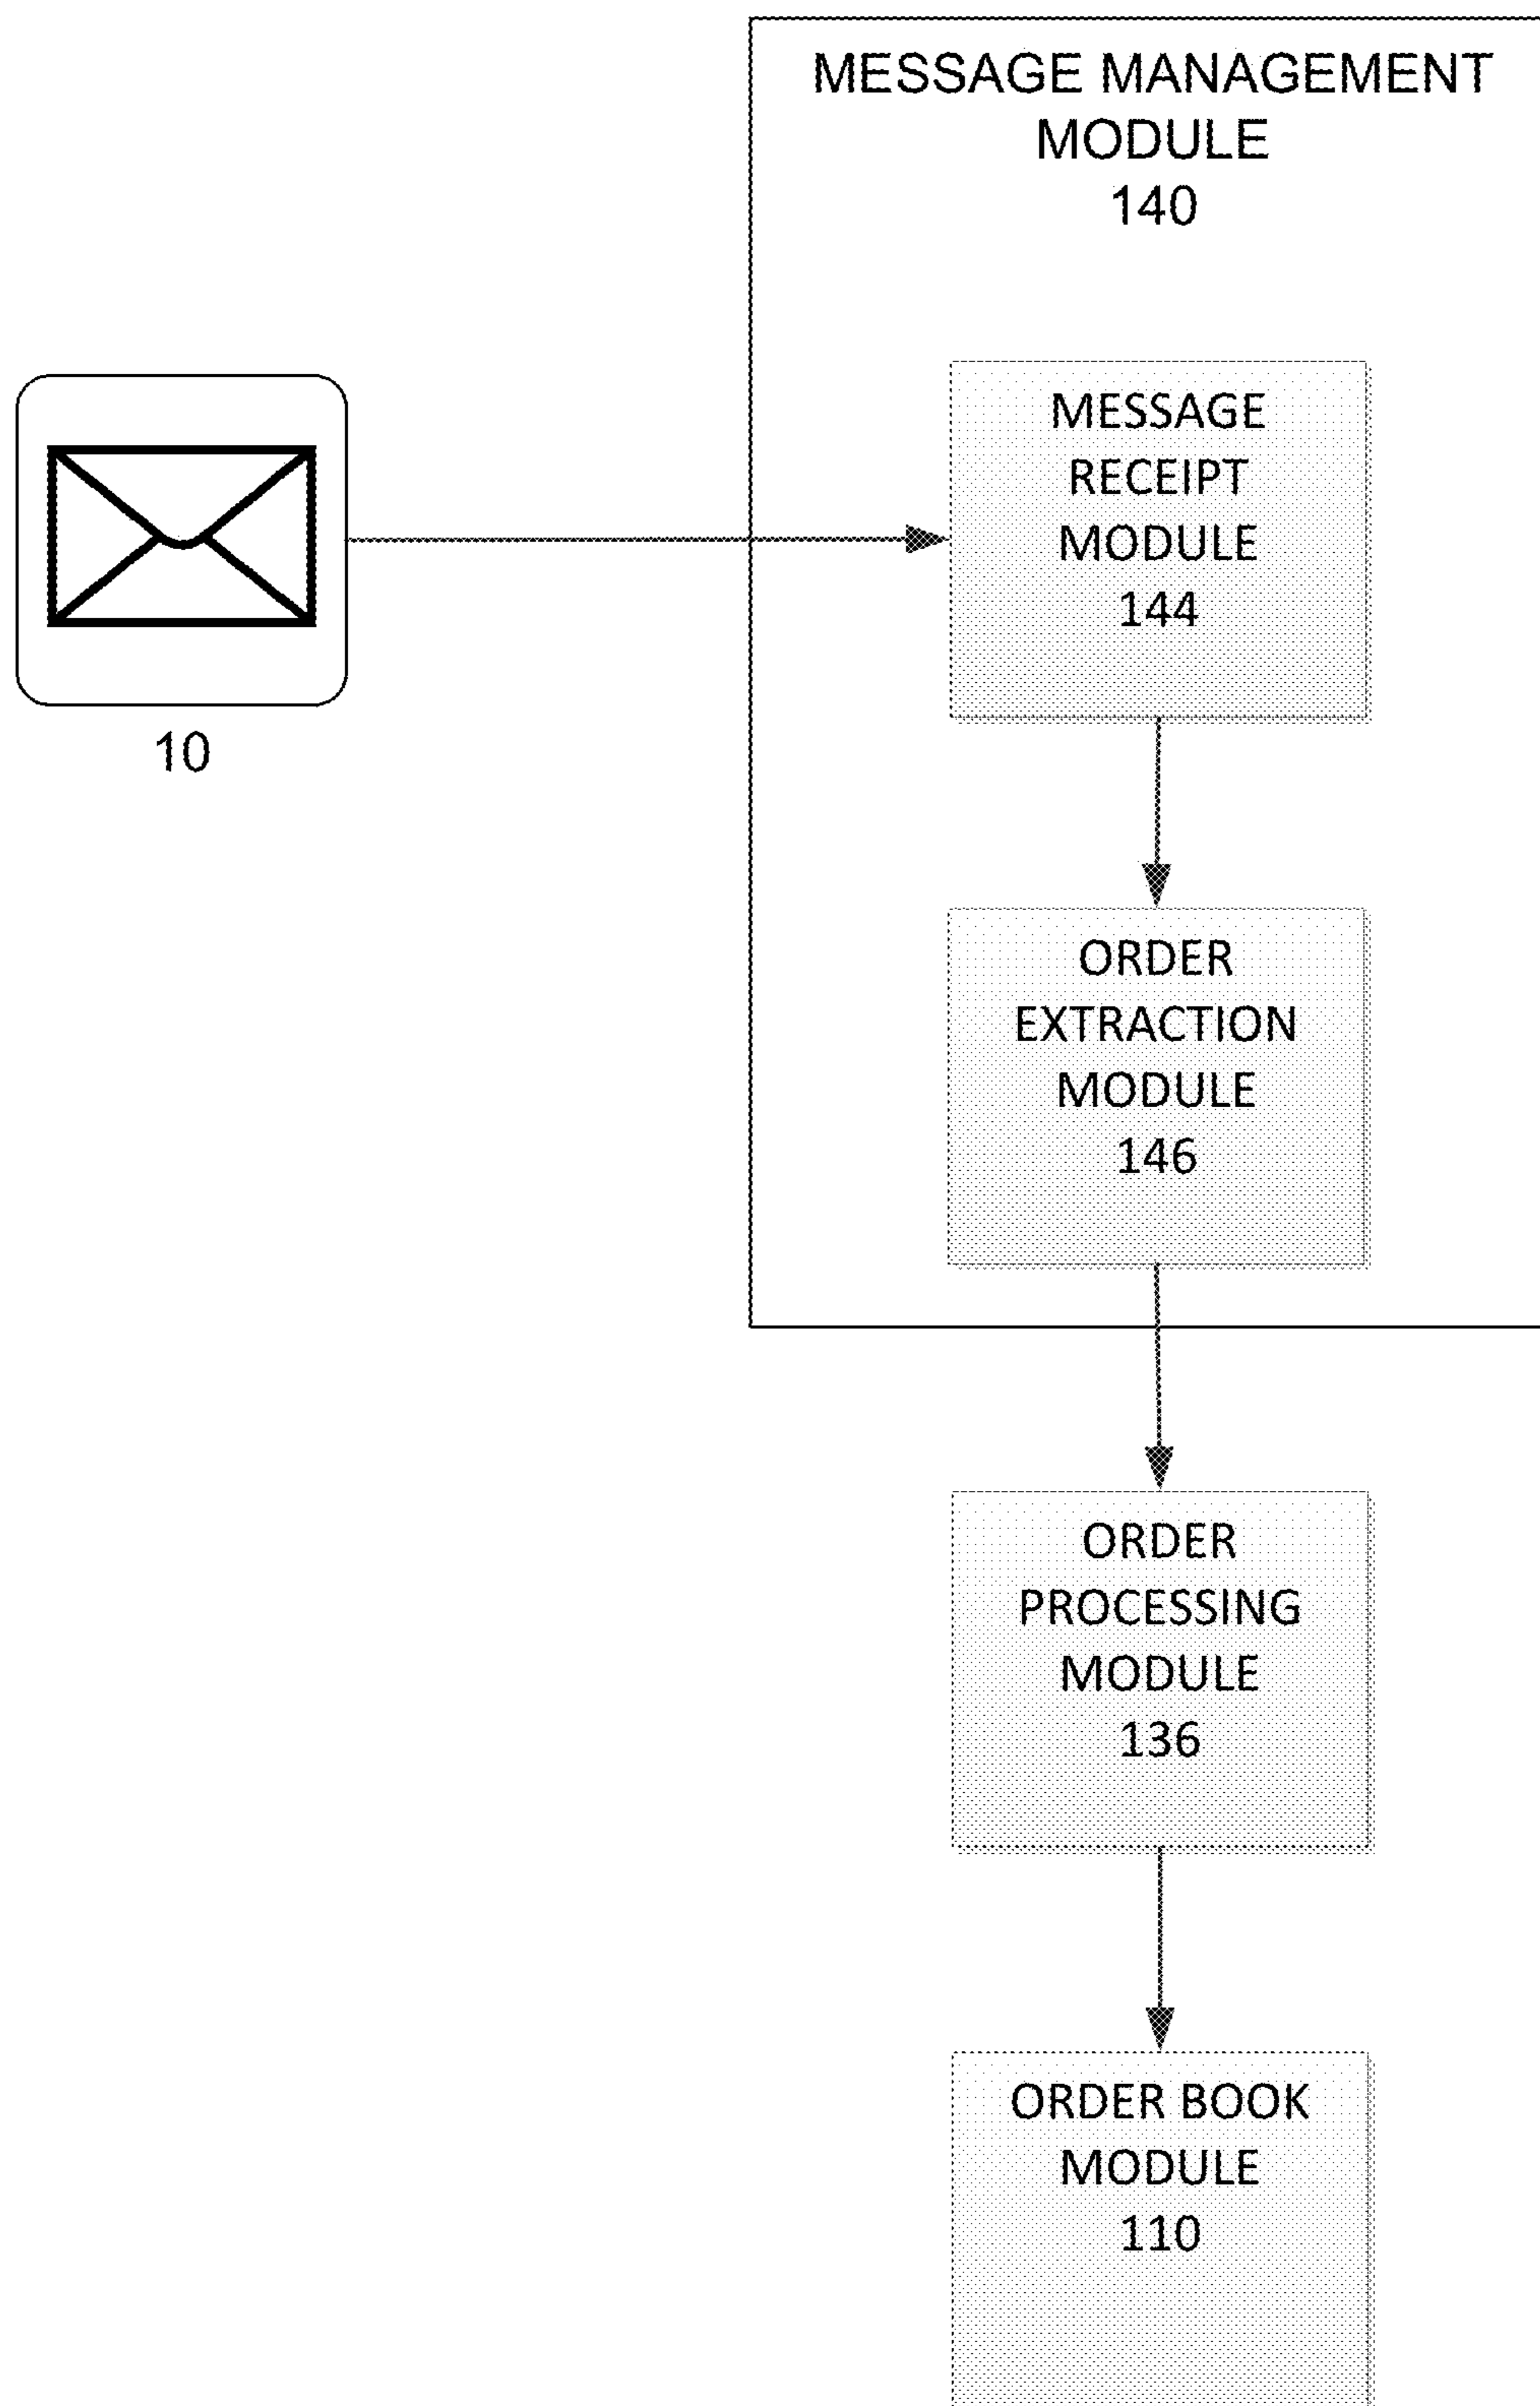 MESSAGE MANAGEMENT
MODULE
140
MESSAGE
RECEIPT
MODULE
144
10
ORDER
EXTRACTION
MODULE
146
ORDER
PROCESSING
MODULE
136
ORDER BOOK
MODULE
110